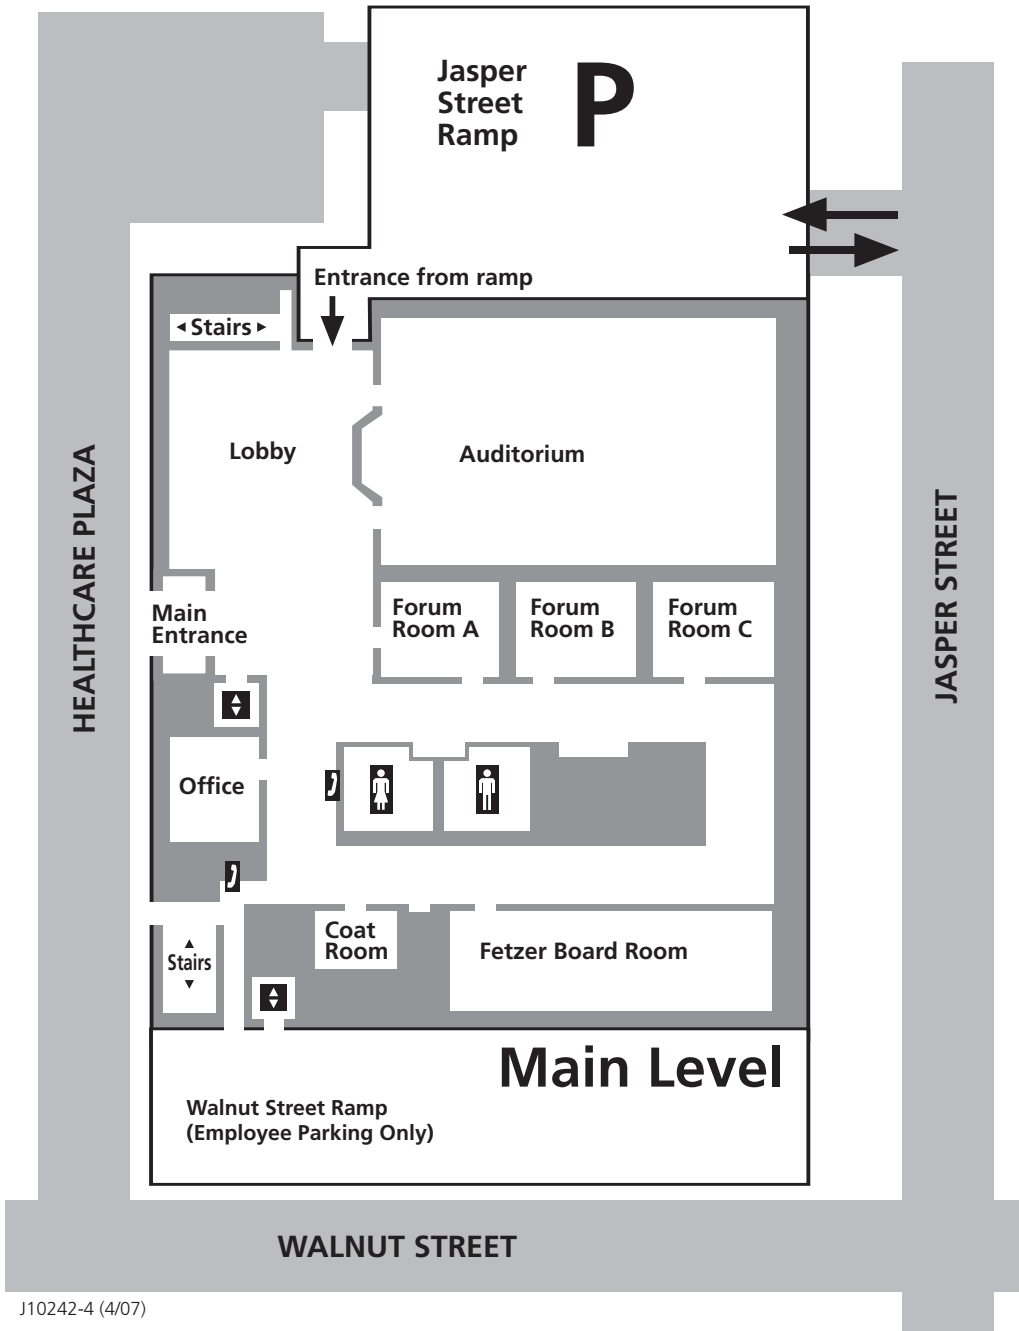 Jasper
Street
Ramp
P
Entrance from ramp
Stairs
Lobby
Auditorium
HEALTHCARE PLAZA
JASPER STREET
Main
Entrance
Forum
Room A
Forum
Room B
Forum
Room C
Office
Coat
Room
Fetzer Board Room
Stairs
Main Level
Walnut Street Ramp
(Employee Parking Only)
WALNUT STREET
J10242-4 (4/07)